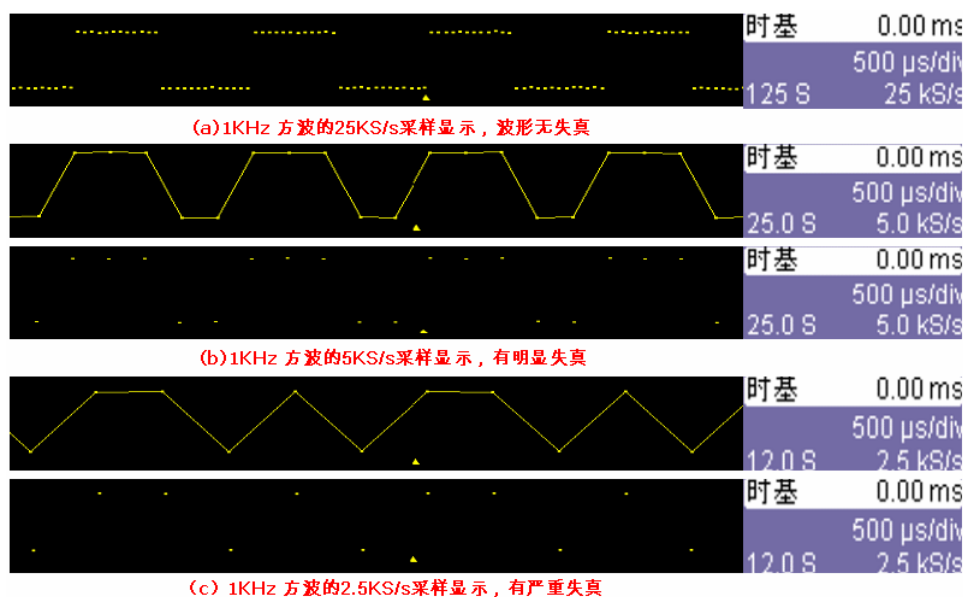 时基 0.00 ms
500 µs/div
125 S 25 kS/s
(a)1KHz 方波的25KS/s采样显示，波形无失真
时基 0.00 ms
500 µs/div
25.0 S 5.0 kS/s
时基 0.00 ms
500 µs/div
25.0 S 5.0 kS/s
(b)1KHz 方波的5KS/s采样显示，有明显失真
时基 0.00 ms
500 µs/div
12.0 S 2.5 kS/s
时基 0.00 ms
500 µs/div
12.0 S 2.5 kS/s
(c) 1KHz 方波的2.5KS/s采样显示，有严重失真